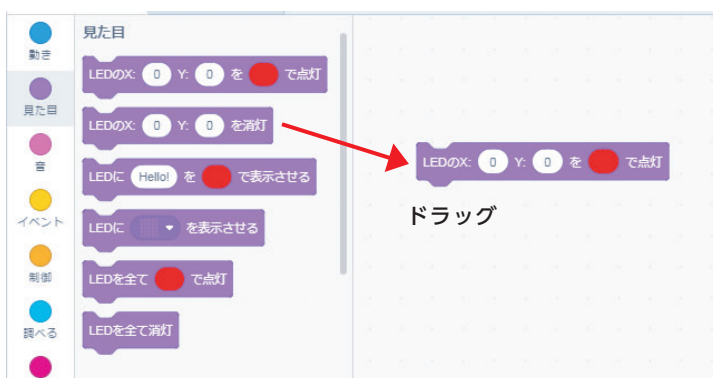 動き
見た目
音
イベント
制御
調べる
見た目
LEDのX: 0 Y: 0 を で点灯
LEDのX: 0 Y: 0 を消灯
LEDに Hello! を で表示させる
LEDに を表示させる
LEDを全て で点灯
LEDを全て消灯
LEDのX: 0 Y: 0 を で点灯
ドラッグ